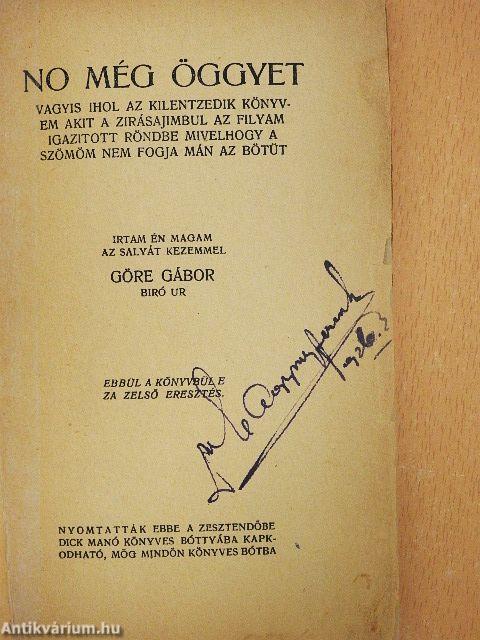 NO MÉG ÖGGYET
VAGYIS IHOL AZ KILENTZEDIK KÖNYV-
EM AKIT A ZIRÁSAJIMBUL AZ FILYAM
IGAZITOTT RÖNDBE MIVELHOGY A
SZÖMÖM NEM FOGJA MÁN AZ BÖTÜT
IRTAM ÉN MAGAM
AZ SALYÁT KEZEMMEL
GÖRE GÁBOR
BIRÓ UR
EBBÜL A KÖNYVBÜL E
ZA ZELSŐ ERESZTÉS.
NYOMTATTÁK EBBE A ZESZTENDŐBE
DICK MANÓ KÖNYVES BÓTTYÁBA KAPK-
ODHATÓ, MÖG MINDÖN KÖNYVES BÓTBA
Antikvárium.hu